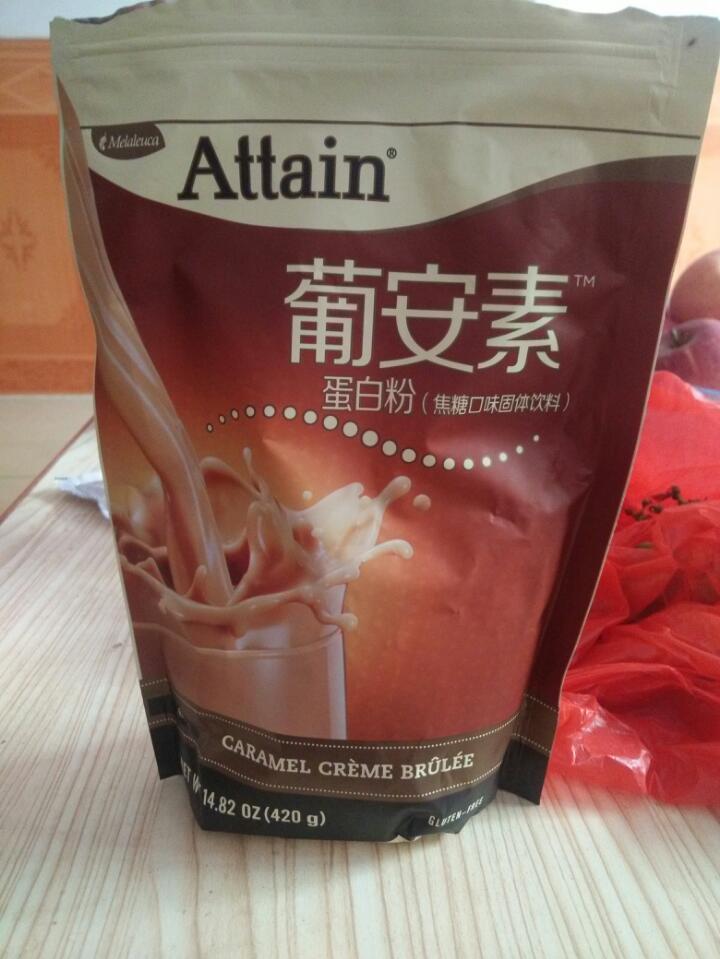 Melaleuca
Attain®
葡安素™
蛋白粉（焦糖口味固体饮料）
CARAMEL CRÈME BRÛLÉE
14.82 OZ (420 g)
GLUTEN-FREE